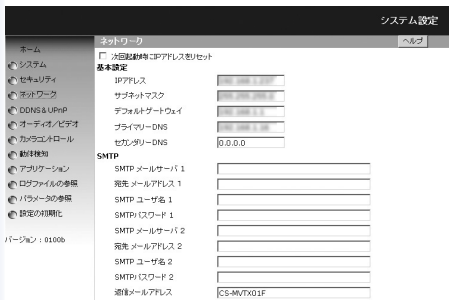 システム設定
ホーム
システム
セキュリティ
ネットワーク
DDNS & UPnP
オーディオ/ビデオ
カメラコントロール
動体検知
アプリケーション
ログファイルの参照
パラメータの参照
設定の初期化
バージョン：0100b
ネットワーク
ヘルプ
次回起動時にIPアドレスをリセット
基本設定
IPアドレス
サブネットマスク
デフォルトゲートウェイ
プライマリーDNS
セカンダリーDNS 0.0.0.0
SMTP
SMTP メールサーバ 1
宛先 メールアドレス 1
SMTP ユーザ名 1
SMTPパスワード 1
SMTP メールサーバ 2
宛先 メールアドレス 2
SMTP ユーザ名 2
SMTPパスワード 2
返信メールアドレス CS-MVTX01F